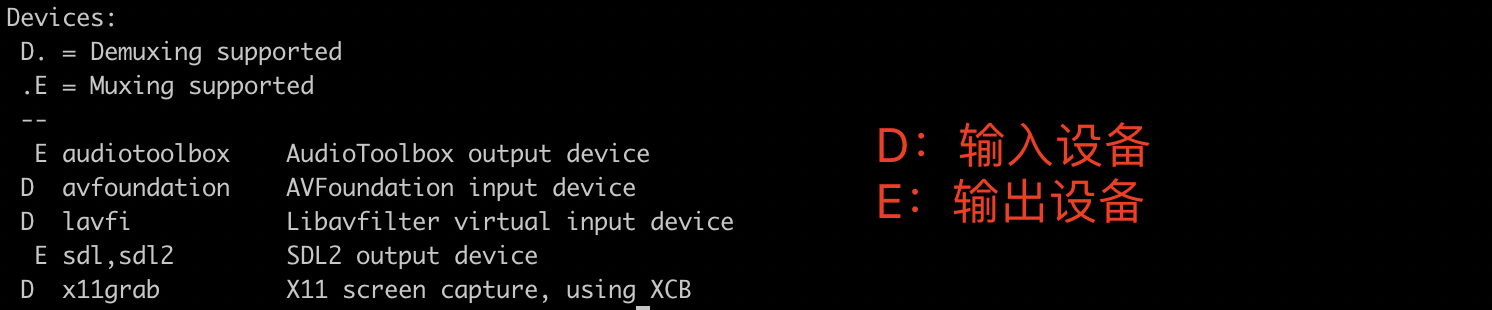 Devices:
D. = Demuxing supported
.E = Muxing supported
--
E audiotoolbox AudioToolbox output device
D avfoundation AVFoundation input device
D lavfi Libavfilter virtual input device
E sdl,sdl2 SDL2 output device
D x11grab X11 screen capture, using XCB
D：输入设备
E：输出设备